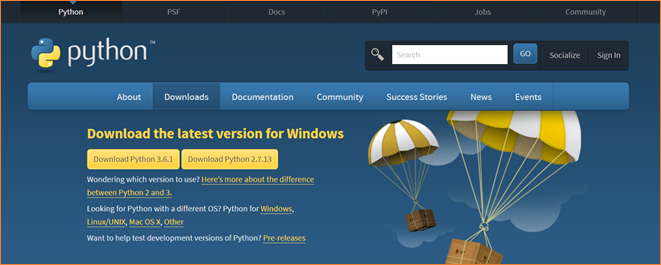 Python PSF Docs PyPI Jobs Community
python™
Search GO Socialize Sign In
About Downloads Documentation Community Success Stories News Events
Download the latest version for Windows
Download Python 3.6.1 Download Python 2.7.13
Wondering which version to use? Here's more about the difference
between Python 2 and 3.
Looking for Python with a different OS? Python for Windows,
Linux/UNIX, Mac OS X, Other
Want to help test development versions of Python? Pre-releases